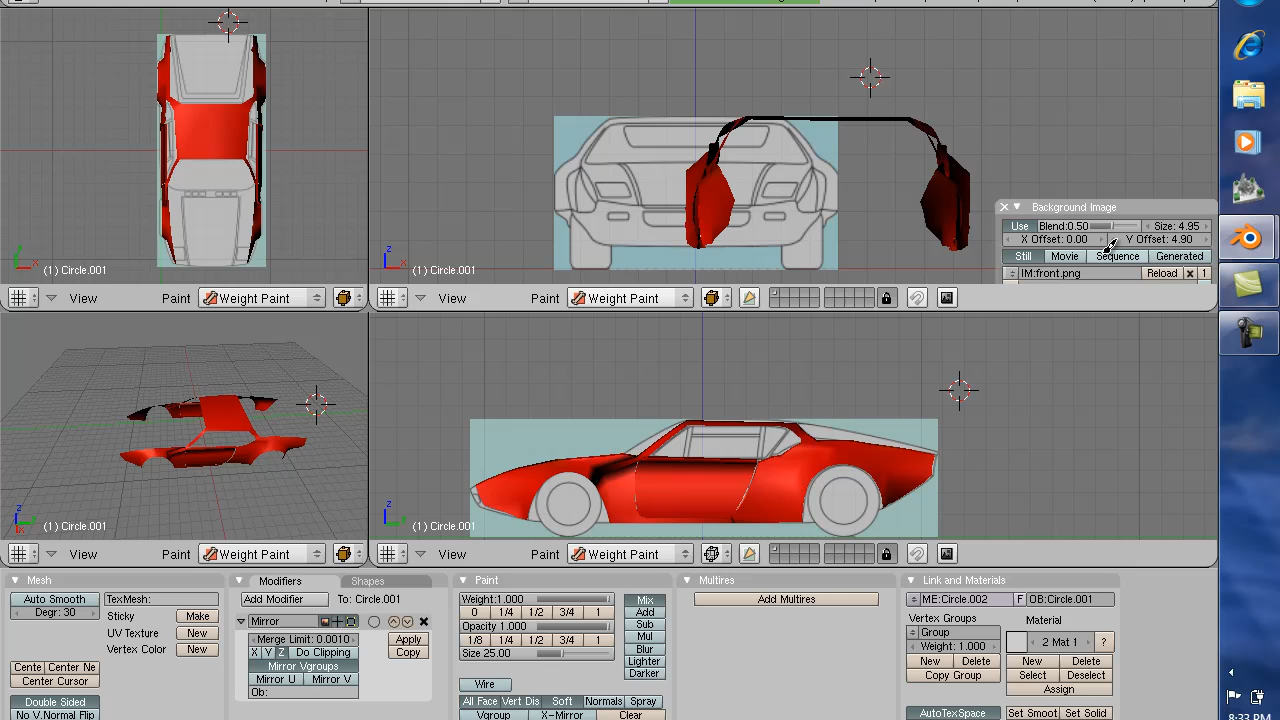 Background Image
Use Blend:0.50 Size: 4.95
X Offset: 0.00 Y Offset: 4.90
Still Movie Sequence Generated
IM:front.png Reload 1
x (1) Circle.001
z x (1) Circle.001
View Paint Weight Paint
View Paint Weight Paint
z (1) Circle.001
z (1) Circle.001
View Paint Weight Paint
View Paint Weight Paint
Mesh
Auto Smooth
Degr: 30
TexMesh:
Sticky Make
UV Texture New
Vertex Color New
Cente Center Ne
Center Cursor
Double Sided
No V.Normal Flip
Modifiers Shapes
Add Modifier To: Circle.001
Mirror
Merge Limit: 0.0010
X Y Z Do Clipping
Mirror Vgroups
Mirror U Mirror V
Ob:
Apply
Copy
Paint
Weight:1.000
0 1/4 1/2 3/4 1
Opacity 1.000
1/8 1/4 1/2 3/4 1
Size 25.00
Mix
Add
Sub
Mul
Blur
Lighter
Darker
Wire
All Face Vert Dis Soft Normals Spray
Vgroup X-Mirror Clear
Multires
Add Multires
Link and Materials
ME:Circle.002 F OB:Circle.001
Vertex Groups
Group
Weight: 1.000
New Delete
Copy Group
Material
2 Mat 1 ?
New Delete
Select Deselect
Assign
AutoTexSpace Set Smoot Set Solid
8:33 PM